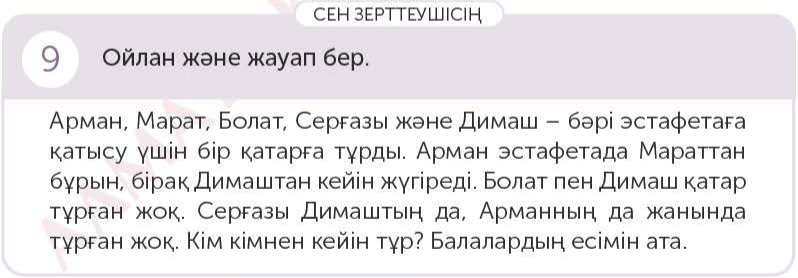 СЕН ЗЕРТТЕУШІСІҢ
9 Ойлан және жауап бер.
Арман, Марат, Болат, Серғазы және Димаш – бәрі эстафетаға
қатысу үшін бір қатарға тұрды. Арман эстафетада Мараттан
бұрын, бірақ Димаштан кейін жүгіреді. Болат пен Димаш қатар
тұрған жоқ. Серғазы Димаштың да, Арманның да жанында
тұрған жоқ. Кім кімнен кейін тұр? Балалардың есімін ата.